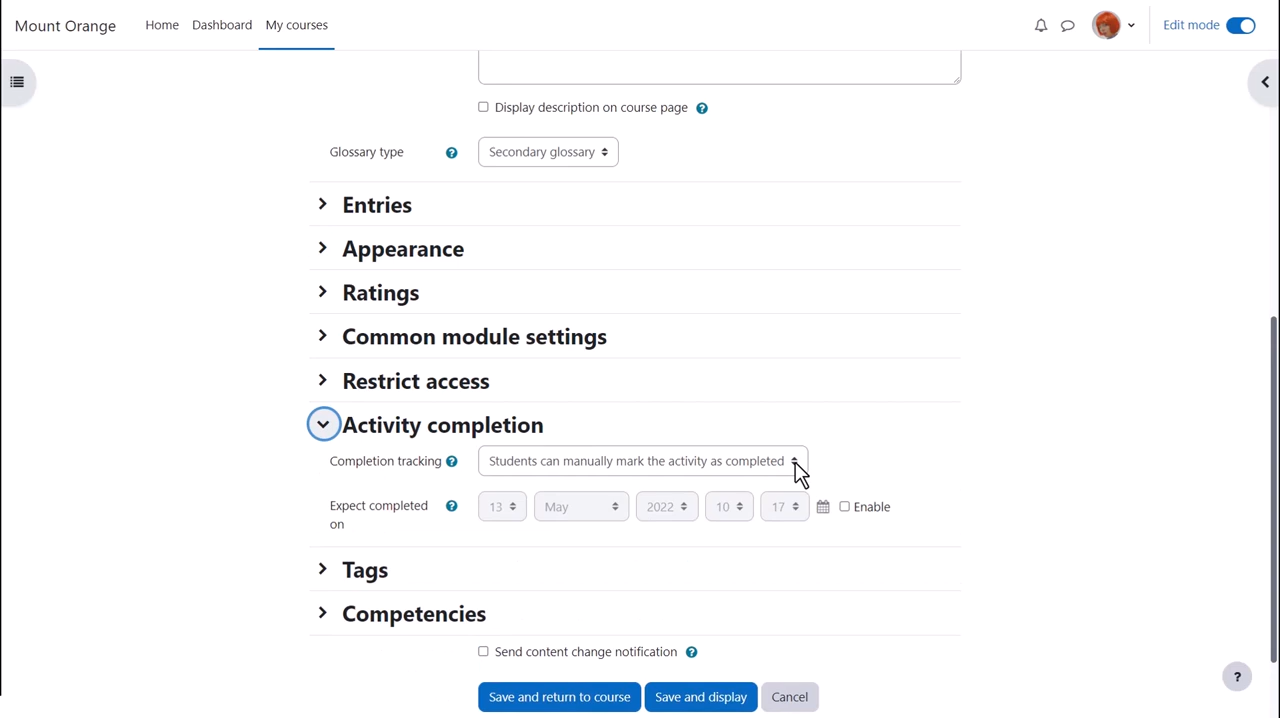 Mount Orange
Home Dashboard My courses
Edit mode
Display description on course page ?
Glossary type ? Secondary glossary
Entries
Appearance
Ratings
Common module settings
Restrict access
Activity completion
Completion tracking ? Students can manually mark the activity as completed
Expect completed on ? 13 May 2022 10 17 Enable
Tags
Competencies
Send content change notification ?
?
Save and return to course Save and display Cancel